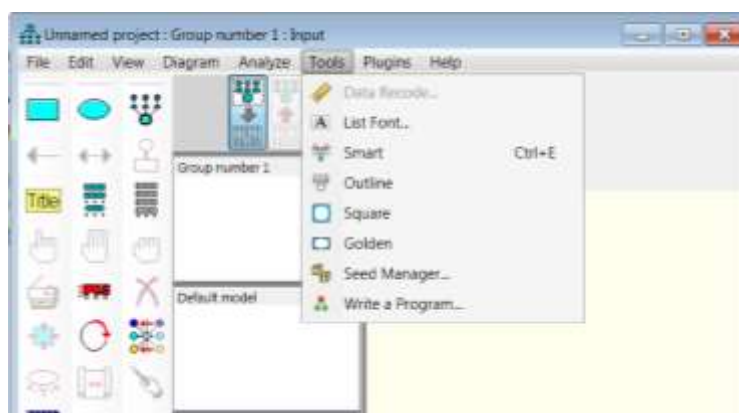 Unnamed project : Group number 1 : Input
File Edit View Diagram Analyze Tools Plugins Help
Data Recode...
List Font...
Smart Ctrl+E
Outline
Square
Golden
Seed Manager...
Write a Program...
Group number 1
Title
Default model